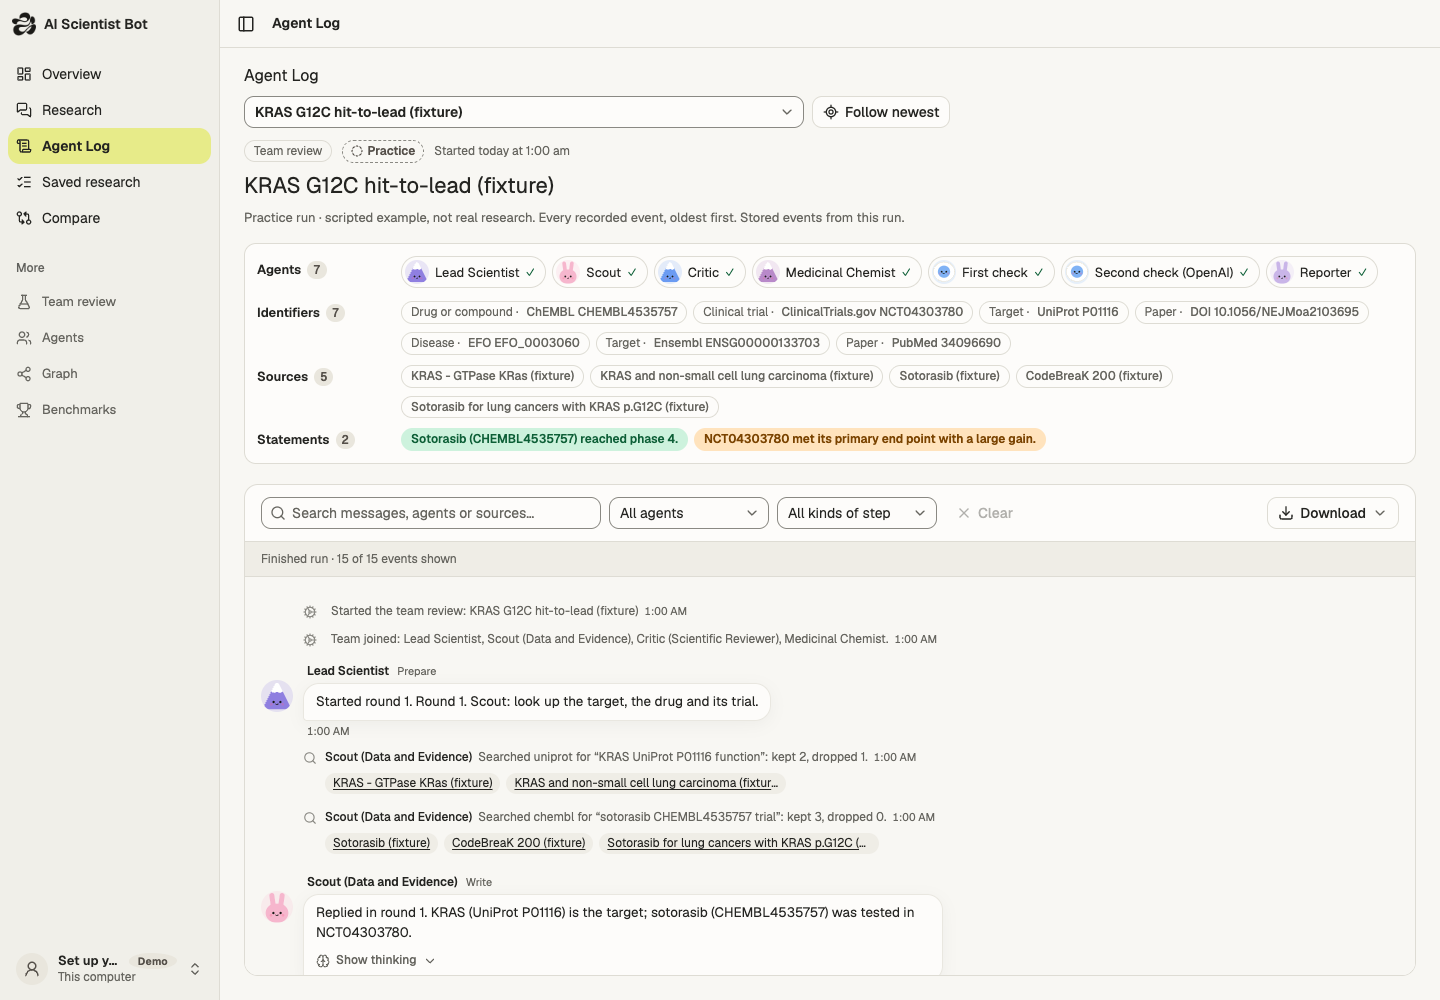 AI Scientist Bot
Overview
Research
Agent Log
Saved research
Compare
More
Team review
Agents
Graph
Benchmarks
Set up y... Demo
This computer
Agent Log
Agent Log
KRAS G12C hit-to-lead (fixture)
Follow newest
Team review Practice Started today at 1:00 am
KRAS G12C hit-to-lead (fixture)
Practice run · scripted example, not real research. Every recorded event, oldest first. Stored events from this run.
Agents 7
Lead Scientist ✓ Scout ✓ Critic ✓ Medicinal Chemist ✓ First check ✓ Second check (OpenAI) ✓ Reporter ✓
Identifiers 7
Drug or compound · ChEMBL CHEMBL4535757 Clinical trial · ClinicalTrials.gov NCT04303780 Target · UniProt P01116 Paper · DOI 10.1056/NEJMoa2103695
Disease · EFO EFO_0003060 Target · Ensembl ENSG00000133703 Paper · PubMed 34096690
Sources 5
KRAS - GTPase KRas (fixture) KRAS and non-small cell lung carcinoma (fixture) Sotorasib (fixture) CodeBreaK 200 (fixture)
Sotorasib for lung cancers with KRAS p.G12C (fixture)
Statements 2
Sotorasib (CHEMBL4535757) reached phase 4. NCT04303780 met its primary end point with a large gain.
Search messages, agents or sources...
All agents
All kinds of step
Clear
Download
Finished run · 15 of 15 events shown
Started the team review: KRAS G12C hit-to-lead (fixture) 1:00 AM
Team joined: Lead Scientist, Scout (Data and Evidence), Critic (Scientific Reviewer), Medicinal Chemist. 1:00 AM
Lead Scientist Prepare
Started round 1. Round 1. Scout: look up the target, the drug and its trial.
1:00 AM
Scout (Data and Evidence) Searched uniprot for “KRAS UniProt P01116 function”: kept 2, dropped 1. 1:00 AM
KRAS - GTPase KRas (fixture) KRAS and non-small cell lung carcinoma (fixtur...
Scout (Data and Evidence) Searched chembl for “sotorasib CHEMBL4535757 trial”: kept 3, dropped 0. 1:00 AM
Sotorasib (fixture) CodeBreaK 200 (fixture) Sotorasib for lung cancers with KRAS p.G12C (...
Scout (Data and Evidence) Write
Replied in round 1. KRAS (UniProt P01116) is the target; sotorasib (CHEMBL4535757) was tested in
NCT04303780.
Show thinking